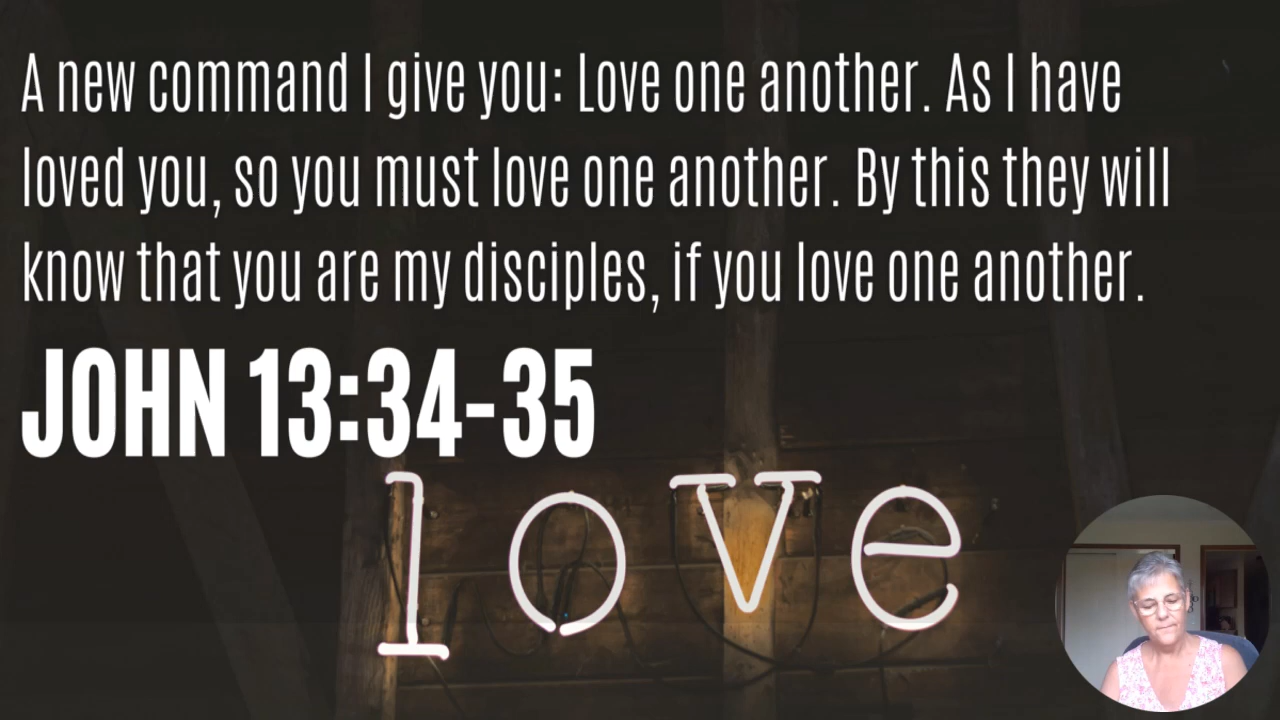 A new command I give you: Love one another. As I have
loved you, so you must love one another. By this they will
know that you are my disciples, if you love one another.
JOHN 13:34-35
love